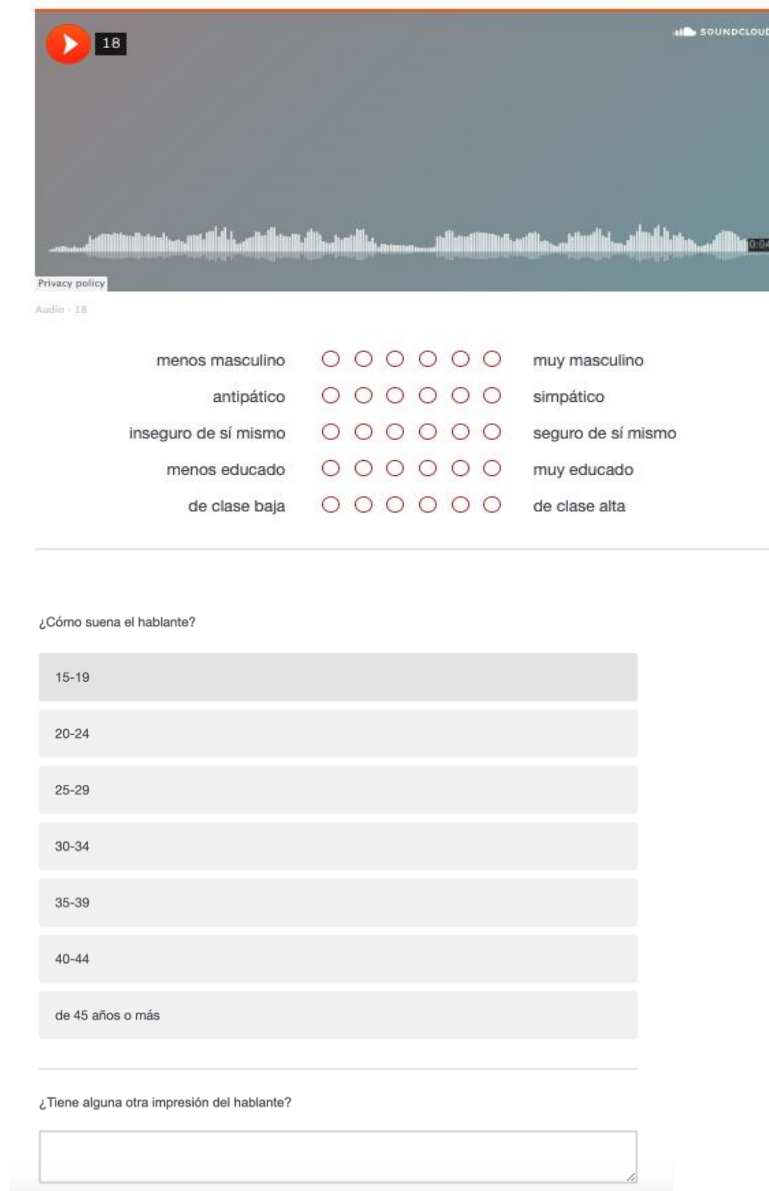 18
SOUNDCLOUD
0:04
Privacy policy
Audio - 18
menos masculino muy masculino
antipático simpático
inseguro de sí mismo seguro de sí mismo
menos educado muy educado
de clase baja de clase alta
¿Cómo suena el hablante?
15-19
20-24
25-29
30-34
35-39
40-44
de 45 años o más
¿Tiene alguna otra impresión del hablante?